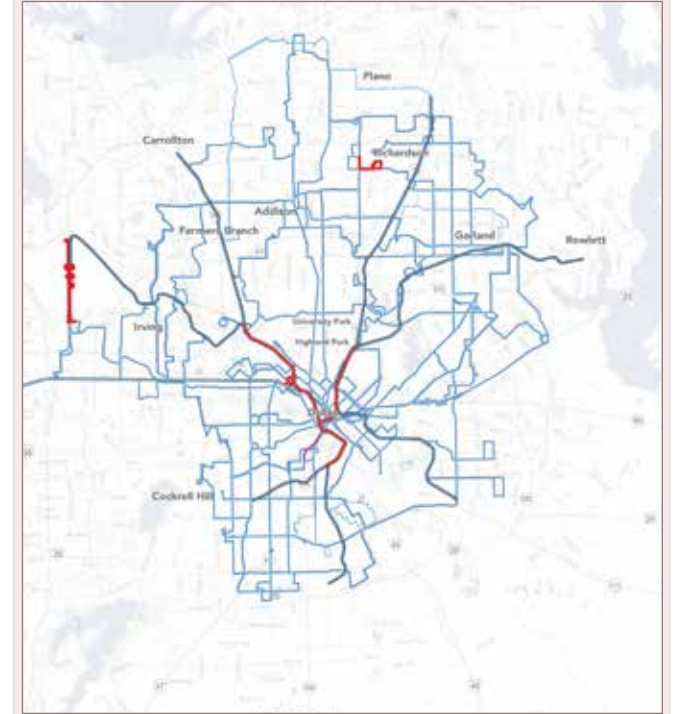 Plano
Carrollton
Richardson
Addison
Farmers Branch
Garland
Rowlett
University Park
Irving
Highland Park
Cockrell Hill